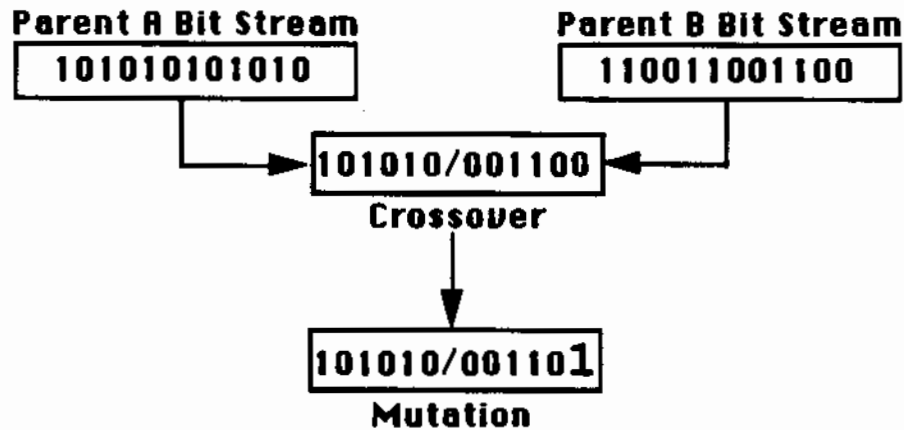 Parent A Bit Stream
101010101010
Parent B Bit Stream
110011001100
101010/001100
Crossover
101010/001101
Mutation